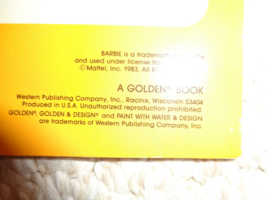 BARBIE is a trademark
and used under license fr
©Mattel, Inc. 1983. All R
A GOLDEN® BOOK
Western Publishing Company, Inc., Racine, Wisconsin 53404
Produced in U.S.A. Unauthorized reproduction prohibited.
GOLDEN®, GOLDEN & DESIGN® and PAINT WITH WATER & DESIGN
are trademarks of Western Publishing Company, Inc.